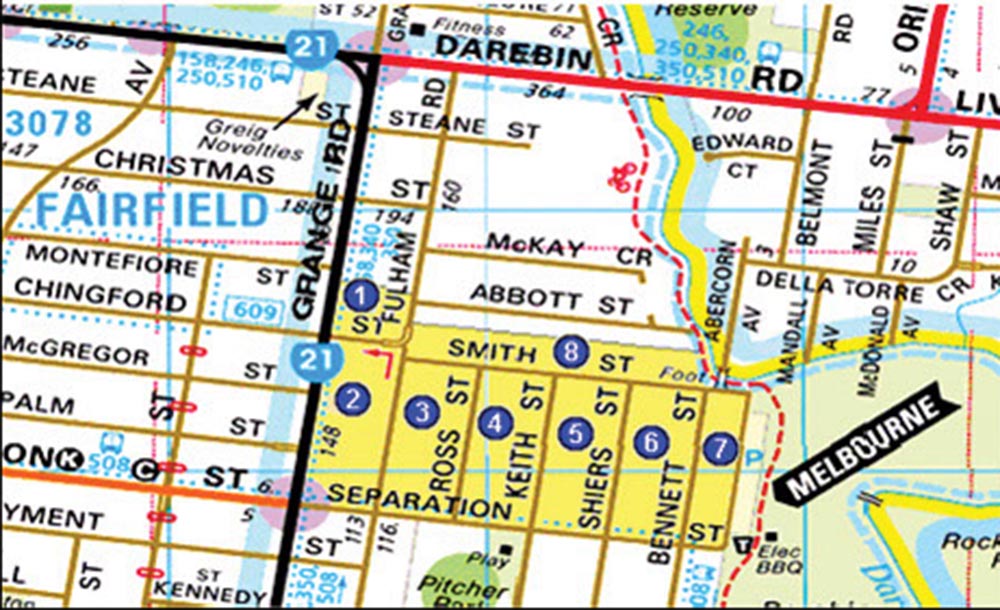 ST 52
GRA
Fitness
62
CR
Reserve
246,
250,340,
350,510
RD
ORI
5
4
256
21
DAREBIN
RD
LIV
27
158,246,
250,510
STEANE
AV
364
100
3078
ST
Greig
Novelties
RD
STEANE ST
EDWARD
CT
147
CHRISTMAS
ST
160
166
FAIRFIELD
188
194
GRANGE RD
FULHAM
BELMONT
MILES ST
SHAW ST
McKAY CR
3
10
MONTEFIORE
ST
CHINGFORD
609
1
ST
ABBOTT ST
ABERCORN
AV
DELLA TORRE CR
MANDALL
AV
McDONALD
AV
21
McGREGOR
ST
SMITH 8 ST
Foot
2
3
4
5
6
7
P
PALM
ST
ST
148
ROSS ST
KEITH ST
SHIERS ST
BENNETT ST
MELBOURNE
ON K 508 C ST 6
SEPARATION
ST
YMENT
5
ST
113
116
Play
Pitcher
Elec
BBQ
Rock
LL
ST
ST
KENNEDY
350,
508
508
Dar